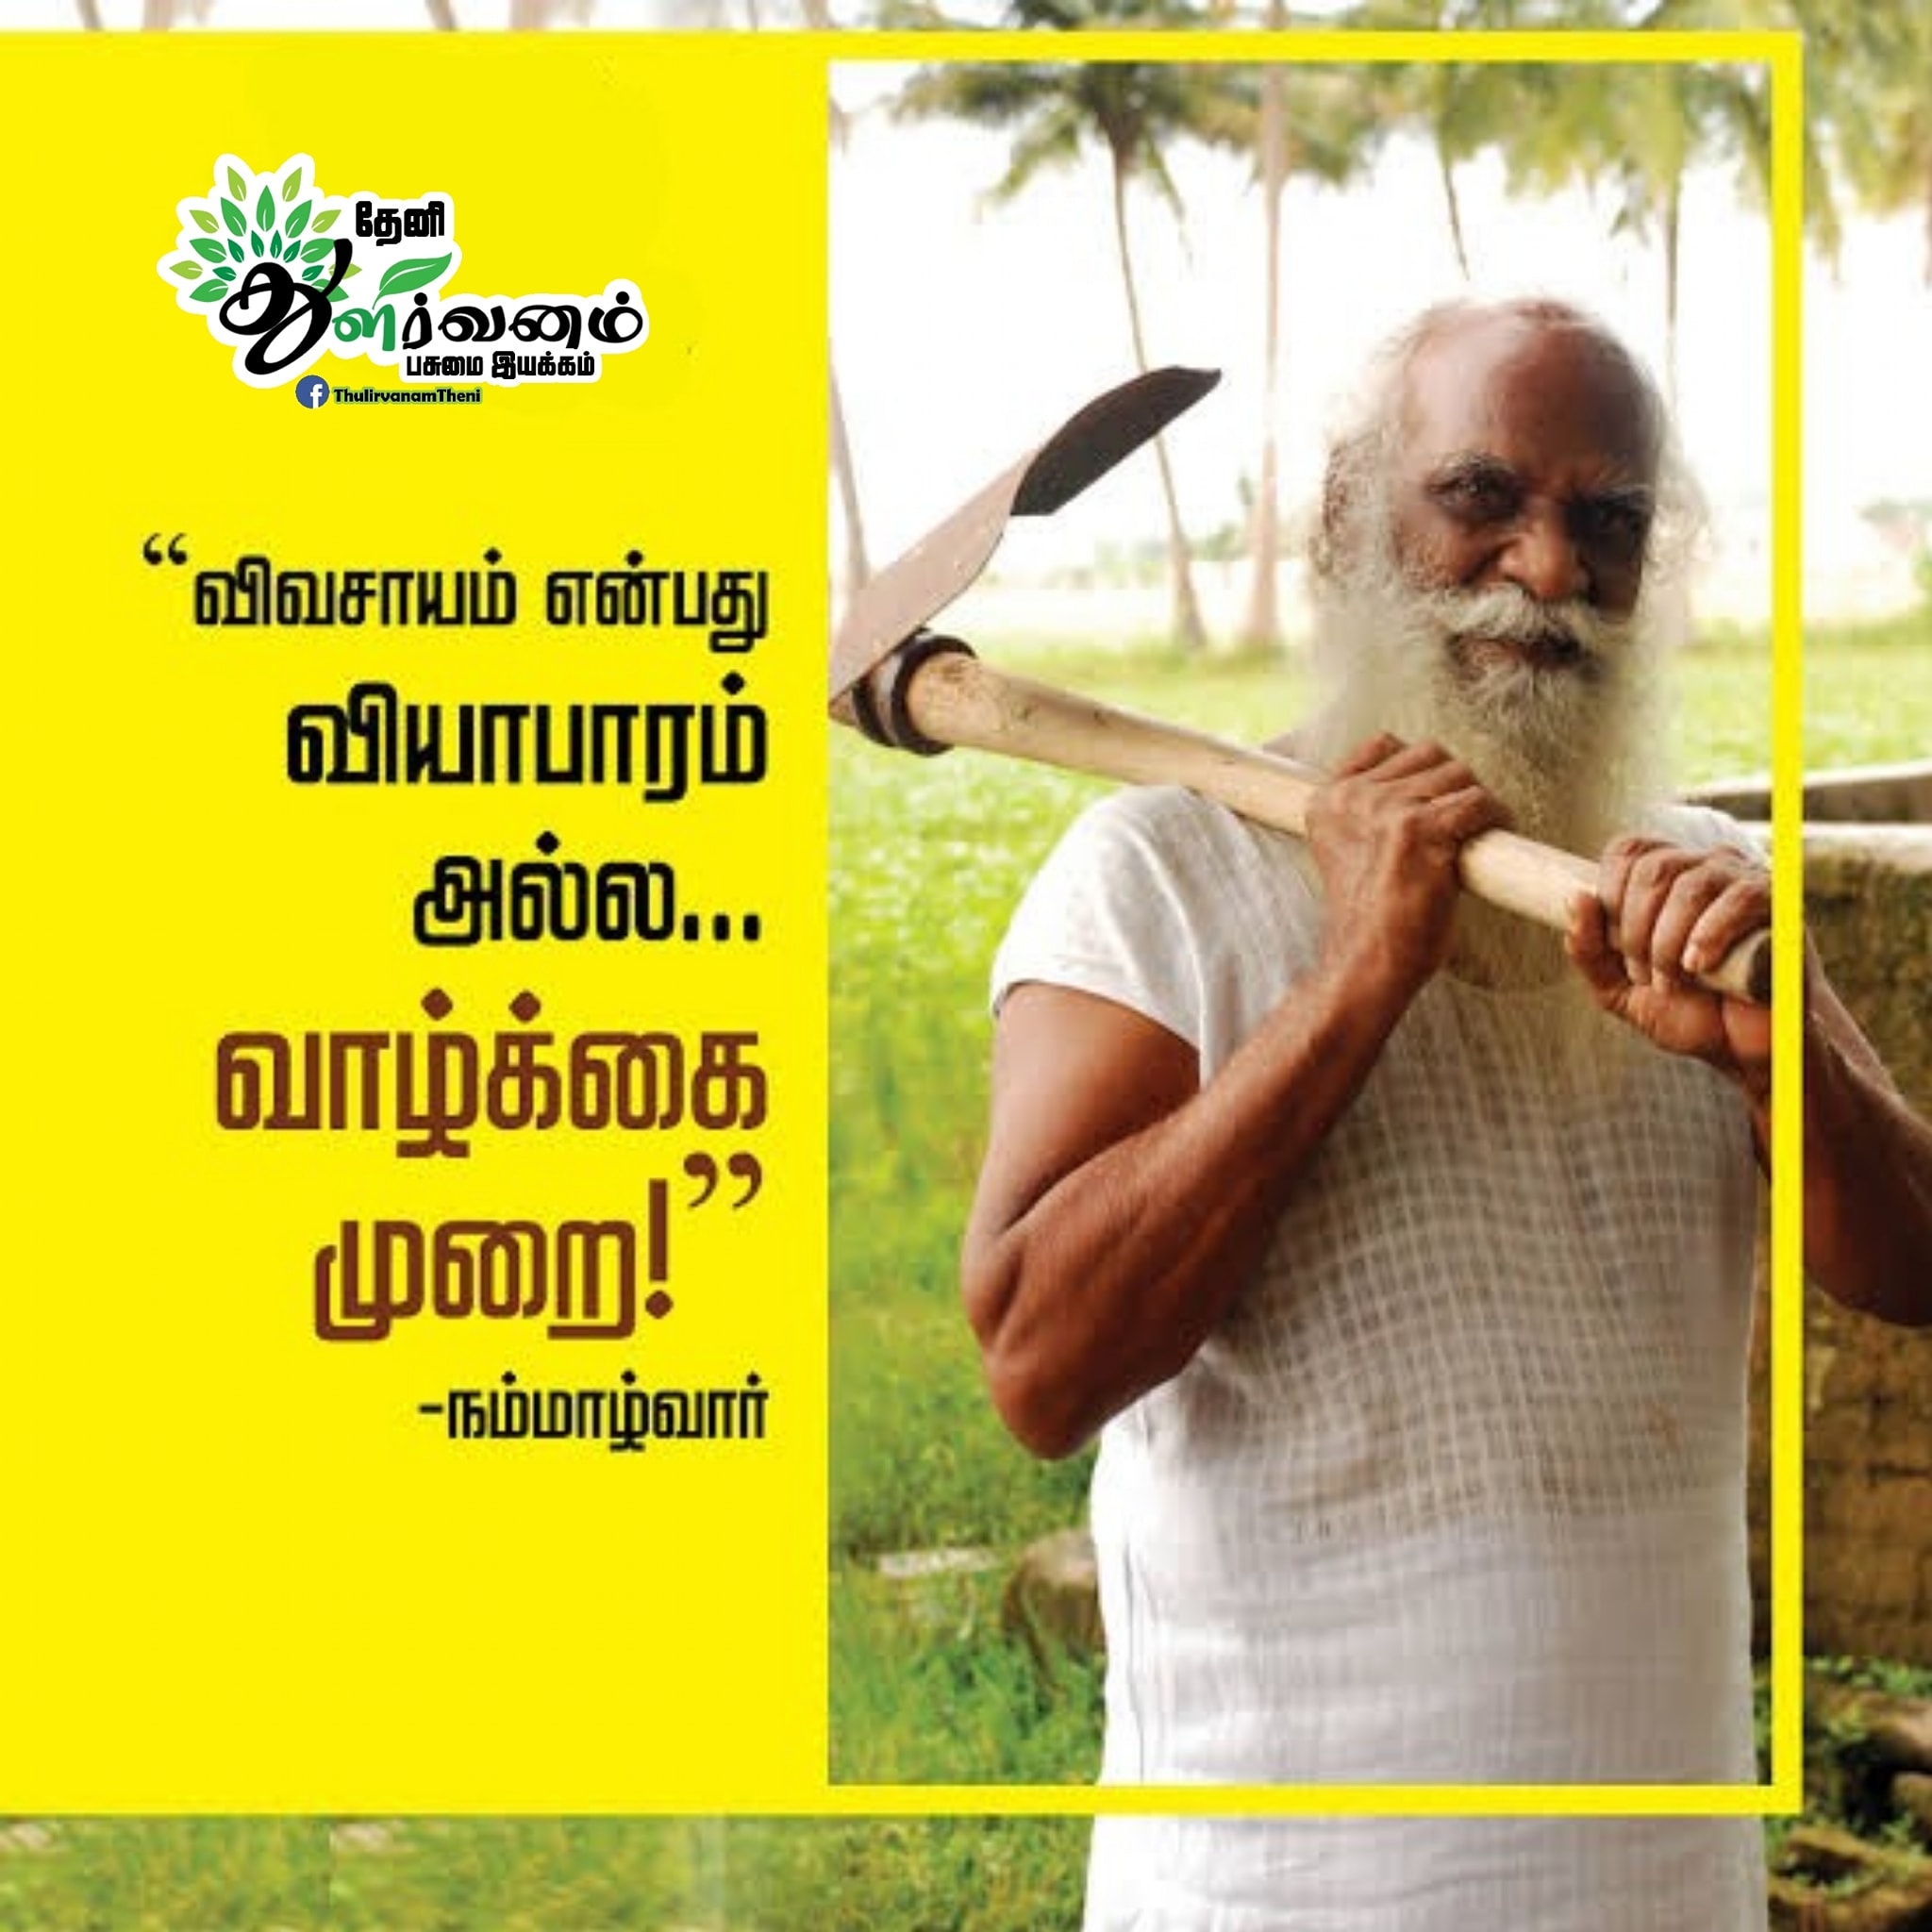 தேனி
துளிர்வனம்
பசுமை இயக்கம்
ThulirvanamTheni
“விவசாயம் என்பது
வியாபாரம்
அல்ல...
வாழ்க்கை
முறை!”
-நம்மாழ்வார்